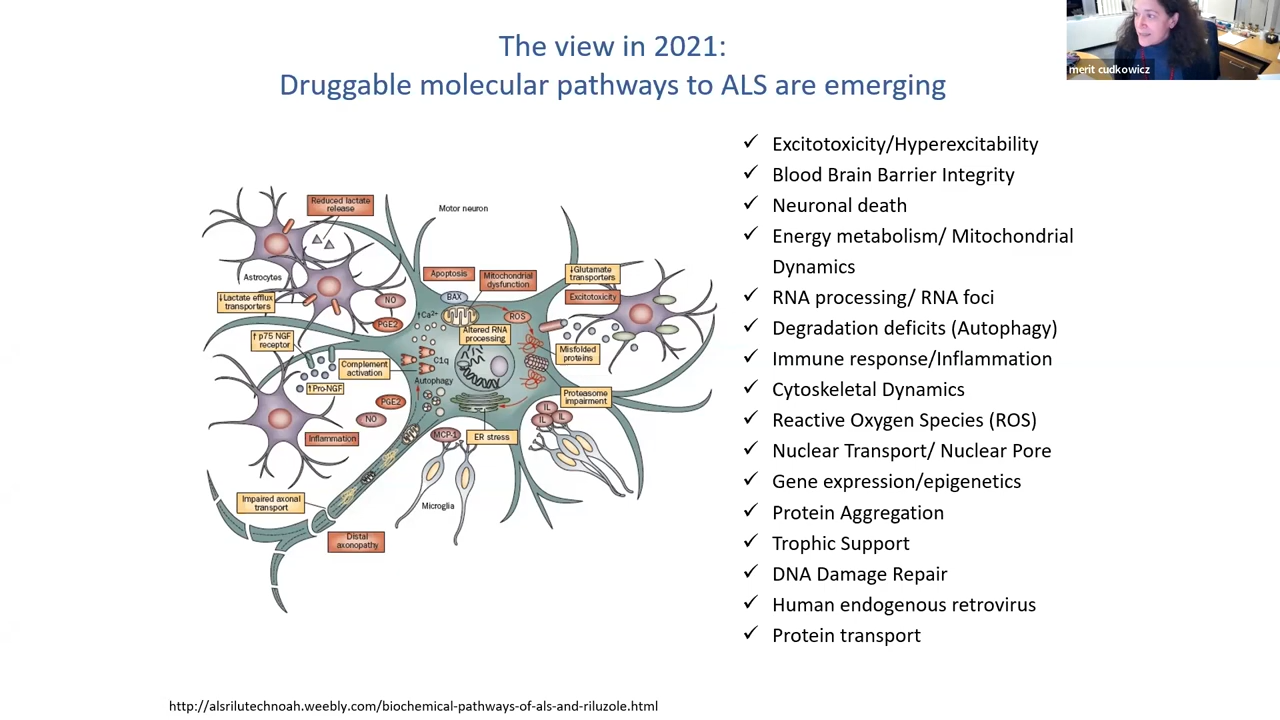 The view in 2021:
Druggable molecular pathways to ALS are emerging
merit cudkowicz
✓ Excitotoxicity/Hyperexcitability
✓ Blood Brain Barrier Integrity
✓ Neuronal death
✓ Energy metabolism/ Mitochondrial
Dynamics
✓ RNA processing/ RNA foci
✓ Degradation deficits (Autophagy)
✓ Immune response/Inflammation
✓ Cytoskeletal Dynamics
✓ Reactive Oxygen Species (ROS)
✓ Nuclear Transport/ Nuclear Pore
✓ Gene expression/epigenetics
✓ Protein Aggregation
✓ Trophic Support
✓ DNA Damage Repair
✓ Human endogenous retrovirus
✓ Protein transport
Reduced lactate
release
Motor neuron
Astrocytes
↓Lactate efflux
transporters
NO
PGE2
Apoptosis
Mitochondrial
dysfunction
↓Glutamate
transporters
Excitotoxicity
BAX
↑Ca²⁺
ROS
Altered RNA
processing
↑p75 NGF
receptor
Complement
activation
C1q
Misfolded
proteins
↑Pro-NGF
Autophagy
PGE2
NO
Proteasome
impairment
IL
IL
IL
Inflammation
MCP-1
ER stress
Impaired axonal
transport
Microglia
Distal
axonopathy
http://alsrilutechnoah.weebly.com/biochemical-pathways-of-als-and-riluzole.html